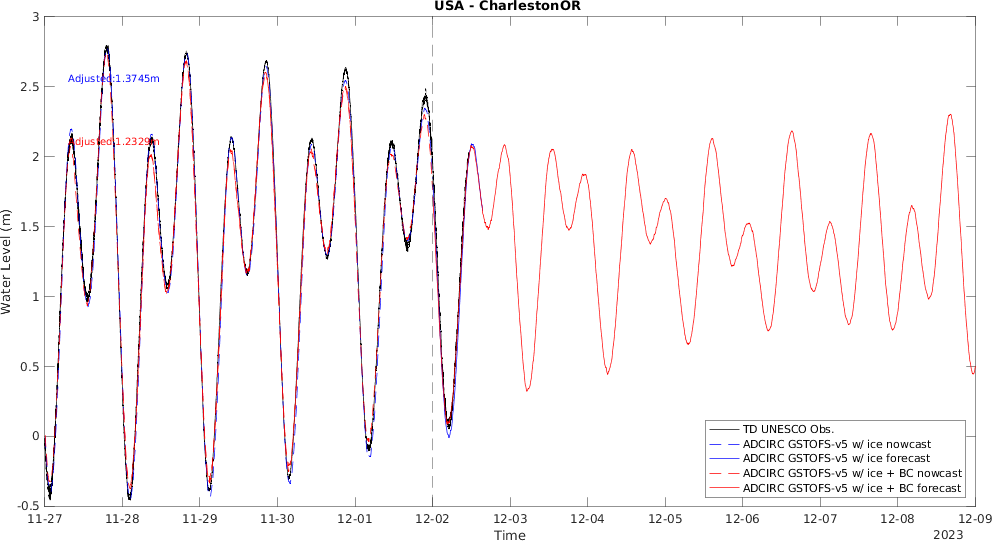 USA - CharlestonOR
3
2.5
2
1.5
1
0.5
0
-0.5
Water Level (m)
Adjusted:1.3745m
Adjusted:1.2329m
TD UNESCO Obs.
ADCIRC GSTOFS-v5 w/ ice nowcast
ADCIRC GSTOFS-v5 w/ ice forecast
ADCIRC GSTOFS-v5 w/ ice + BC nowcast
ADCIRC GSTOFS-v5 w/ ice + BC forecast
11-27 11-28 11-29 11-30 12-01 12-02 12-03 12-04 12-05 12-06 12-07 12-08 12-09
Time
2023